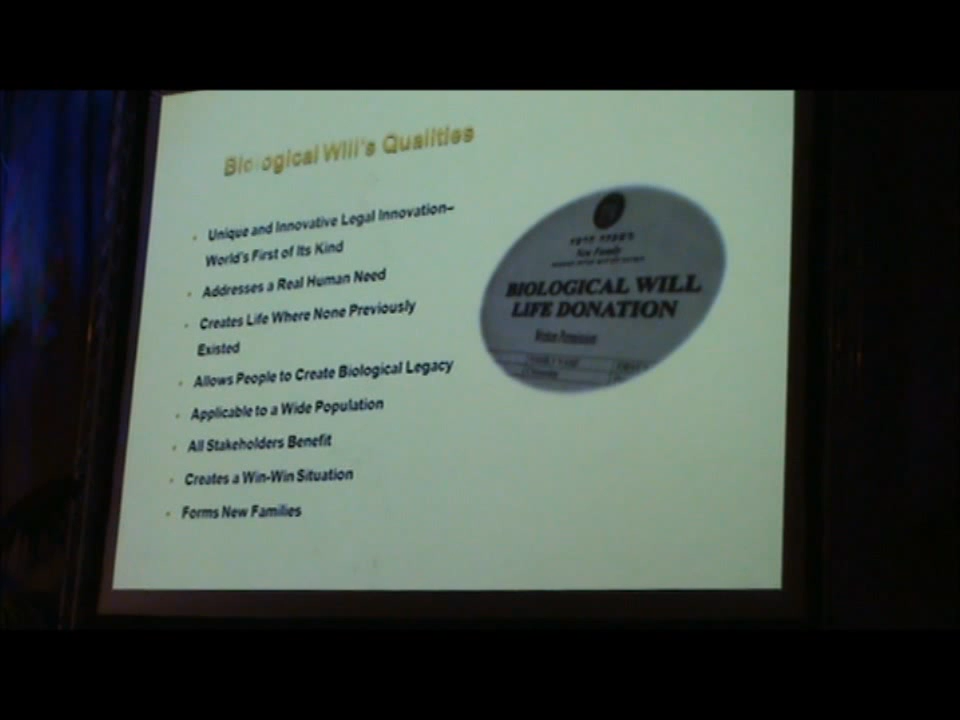 Biological Will's Qualities
Unique and Innovative Legal Innovation–
World's First of Its Kind
Addresses a Real Human Need
Creates Life Where None Previously
Existed
Allows People to Create Biological Legacy
Applicable to a Wide Population
All Stakeholders Benefit
Creates a Win-Win Situation
Forms New Families
New Family
BIOLOGICAL WILL
LIFE DONATION